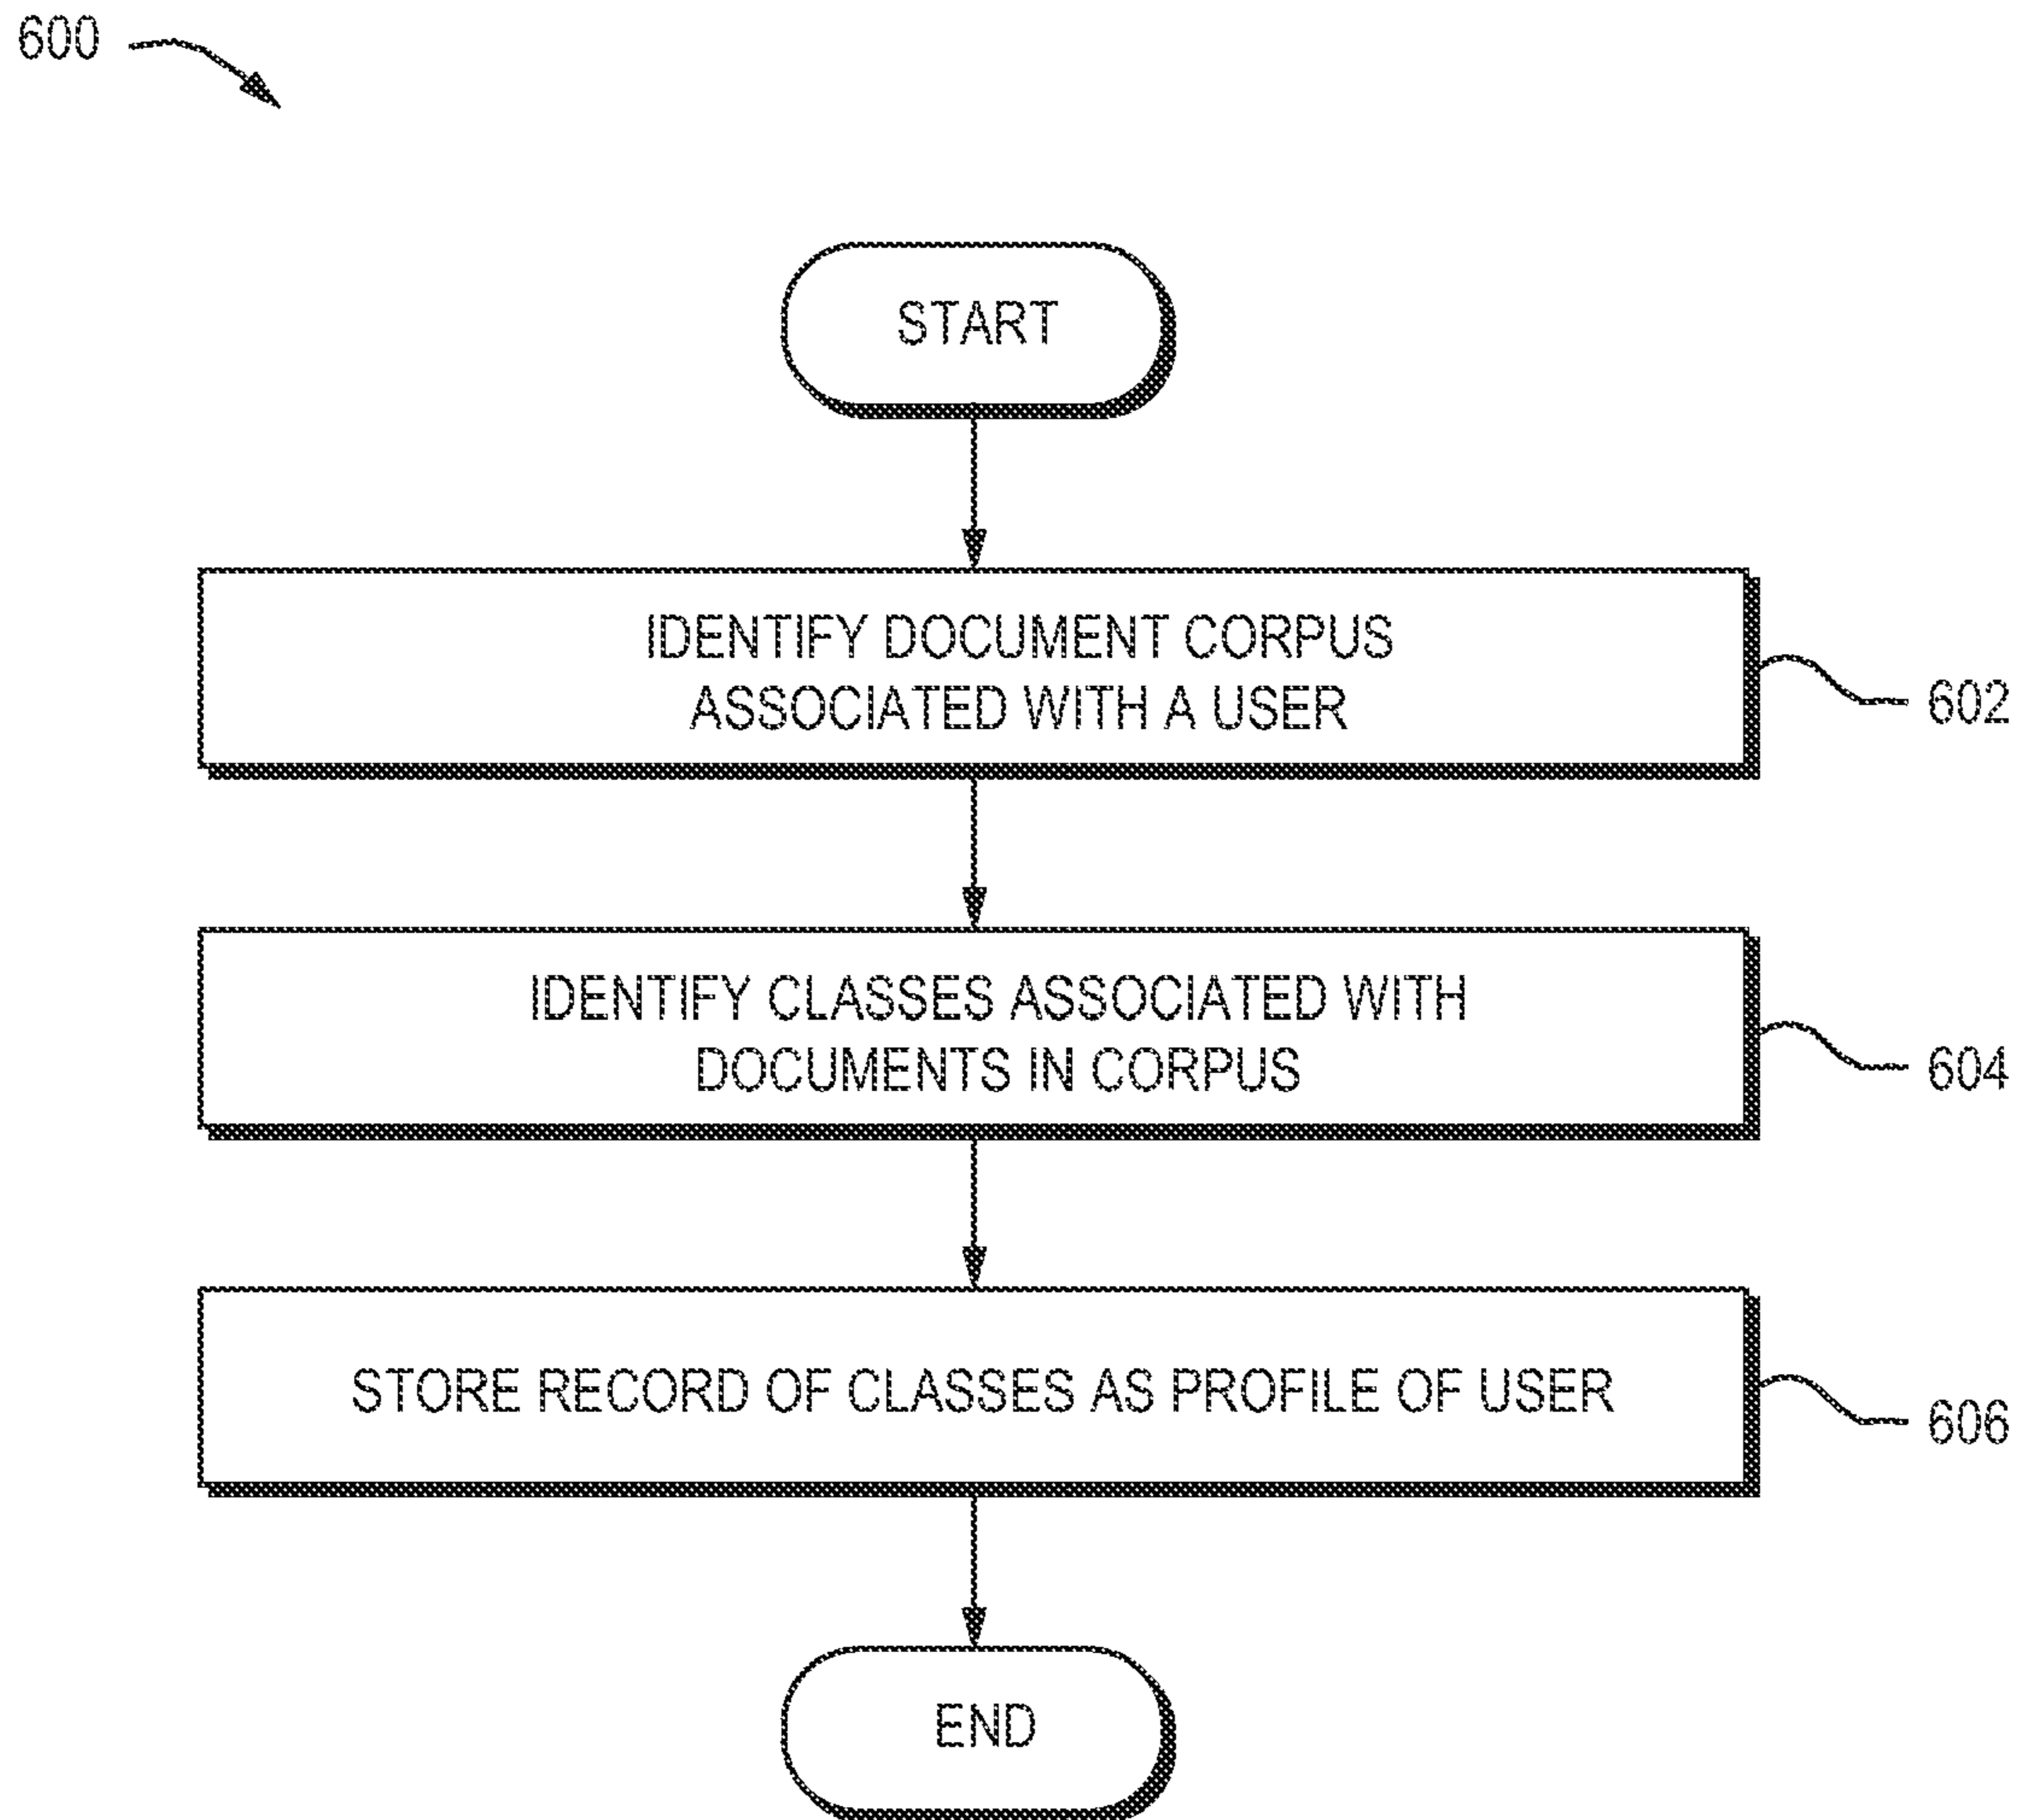 600
START
IDENTIFY DOCUMENT CORPUS
ASSOCIATED WITH A USER
602
IDENTIFY CLASSES ASSOCIATED WITH
DOCUMENTS IN CORPUS
604
STORE RECORD OF CLASSES AS PROFILE OF USER
606
END